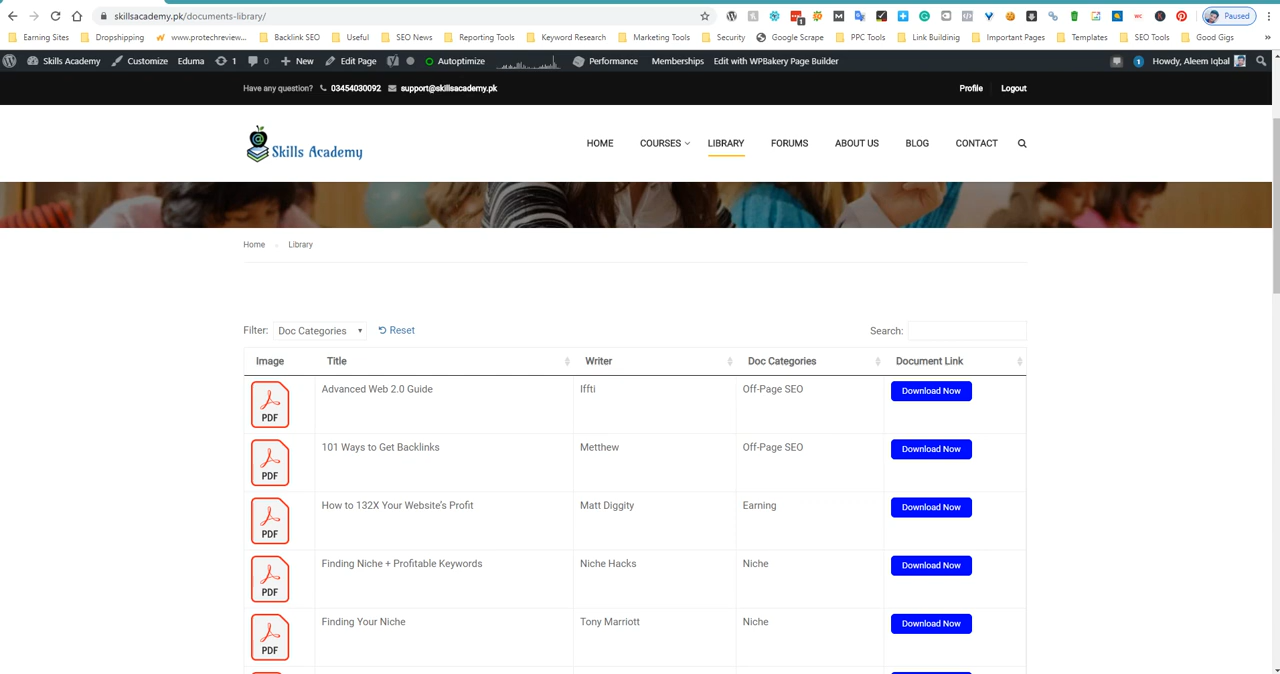 skillsacademy.pk/documents-library/
Paused
Earning Sites Dropshipping www.protechreview... Backlink SEO Useful SEO News Reporting Tools Keyword Research Marketing Tools Security Google Scrape PPC Tools Link Buildinig Important Pages Templates SEO Tools Good Gigs »
Skills Academy Customize Eduma 1 0 New Edit Page Autoptimize Performance Memberships Edit with WPBakery Page Builder 1 Howdy, Aleem Iqbal
Have any question? 03454030092 support@skillsacademy.pk Profile Logout
Skills Academy
HOME COURSES LIBRARY FORUMS ABOUT US BLOG CONTACT
Home Library
Filter: Doc Categories Reset Search:
Image Title Writer Doc Categories Document Link
PDF Advanced Web 2.0 Guide Iffti Off-Page SEO Download Now
PDF 101 Ways to Get Backlinks Metthew Off-Page SEO Download Now
PDF How to 132X Your Website's Profit Matt Diggity Earning Download Now
PDF Finding Niche + Profitable Keywords Niche Hacks Niche Download Now
PDF Finding Your Niche Tony Marriott Niche Download Now